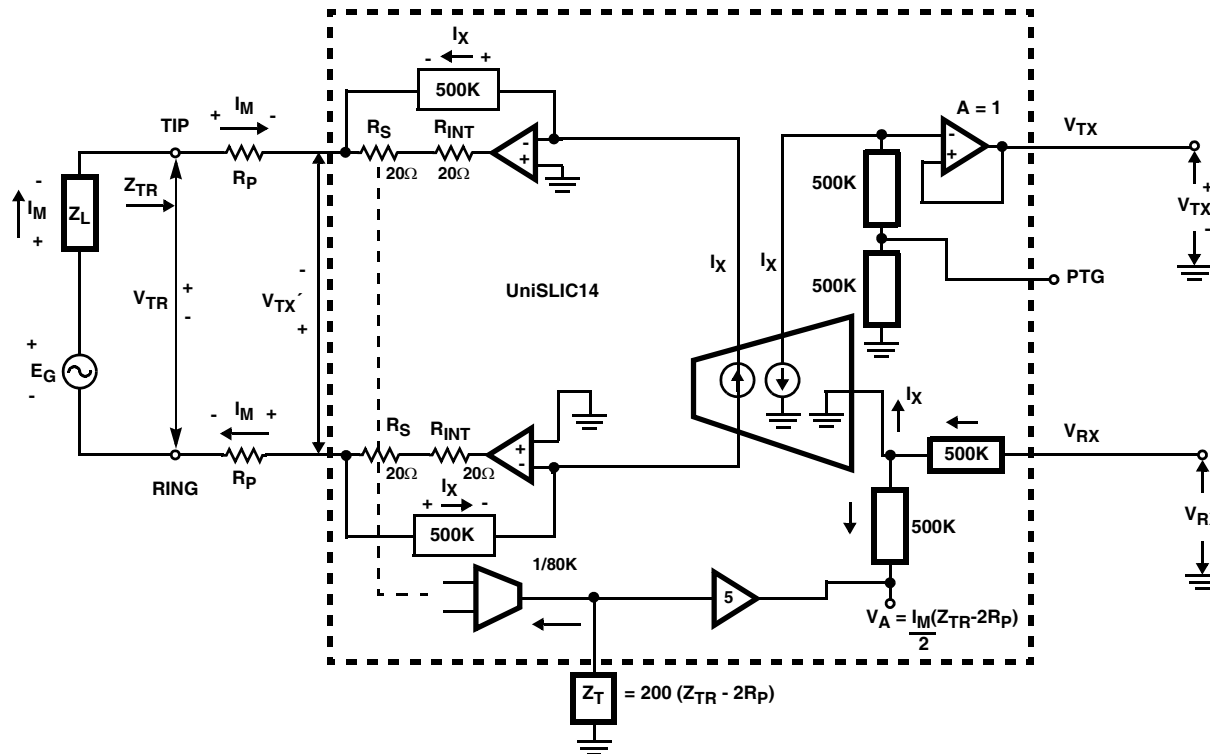 I_X
- +
500K
A = 1
TIP
+ I_M -
R_S
R_INT
-
+
20Ω
20Ω
R_P
V_TX
-
+
500K
+
V_TX
-
Z_TR
-
I_M
+
Z_L
I_X
I_X
500K
PTG
V_TR
+
-
-
V_TX´
+
UniSLIC14
+
E_G
-
- I_M +
R_P
RING
R_S
R_INT
+
-
20Ω
20Ω
I_X
+ -
500K
I_X
500K
V_RX
500K
1/80K
5
V_A = I_M(Z_TR-2R_P)
2
Z_T = 200 (Z_TR - 2R_P)